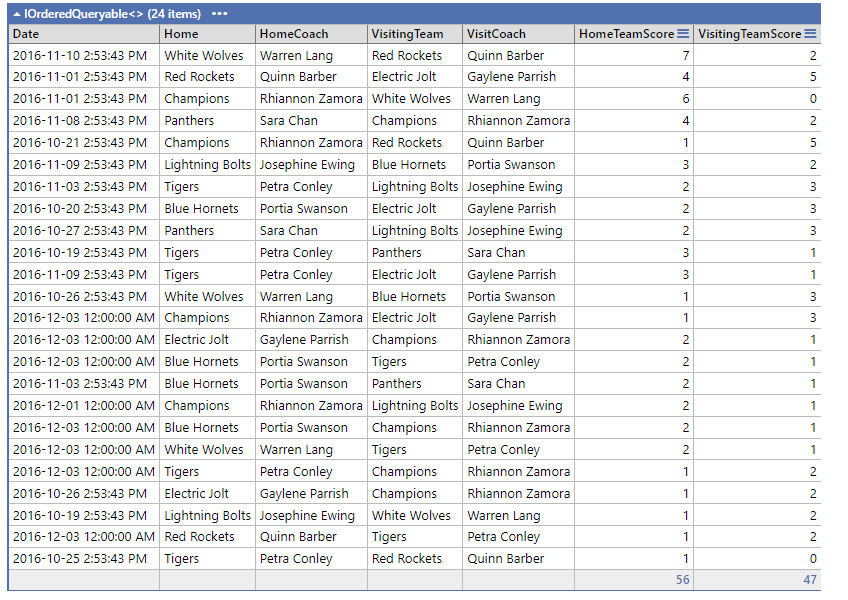 IOrderedQueryable<> (24 items) •••
Date Home HomeCoach VisitingTeam VisitCoach HomeTeamScore VisitingTeamScore
2016-11-10 2:53:43 PM White Wolves Warren Lang Red Rockets Quinn Barber 7 2
2016-11-01 2:53:43 PM Red Rockets Quinn Barber Electric Jolt Gaylene Parrish 4 5
2016-11-01 2:53:43 PM Champions Rhiannon Zamora White Wolves Warren Lang 6 0
2016-11-08 2:53:43 PM Panthers Sara Chan Champions Rhiannon Zamora 4 2
2016-10-21 2:53:43 PM Champions Rhiannon Zamora Red Rockets Quinn Barber 1 5
2016-11-09 2:53:43 PM Lightning Bolts Josephine Ewing Blue Hornets Portia Swanson 3 2
2016-11-03 2:53:43 PM Tigers Petra Conley Lightning Bolts Josephine Ewing 2 3
2016-10-20 2:53:43 PM Blue Hornets Portia Swanson Electric Jolt Gaylene Parrish 2 3
2016-10-27 2:53:43 PM Panthers Sara Chan Lightning Bolts Josephine Ewing 2 3
2016-10-19 2:53:43 PM Tigers Petra Conley Panthers Sara Chan 3 1
2016-11-09 2:53:43 PM Tigers Petra Conley Electric Jolt Gaylene Parrish 3 1
2016-10-26 2:53:43 PM White Wolves Warren Lang Blue Hornets Portia Swanson 1 3
2016-12-03 12:00:00 AM Champions Rhiannon Zamora Electric Jolt Gaylene Parrish 1 3
2016-12-03 12:00:00 AM Electric Jolt Gaylene Parrish Champions Rhiannon Zamora 2 1
2016-12-03 12:00:00 AM Blue Hornets Portia Swanson Tigers Petra Conley 2 1
2016-11-03 2:53:43 PM Blue Hornets Portia Swanson Panthers Sara Chan 2 1
2016-12-01 12:00:00 AM Champions Rhiannon Zamora Lightning Bolts Josephine Ewing 2 1
2016-12-03 12:00:00 AM Blue Hornets Portia Swanson Champions Rhiannon Zamora 2 1
2016-12-03 12:00:00 AM White Wolves Warren Lang Tigers Petra Conley 2 1
2016-12-03 12:00:00 AM Tigers Petra Conley Champions Rhiannon Zamora 1 2
2016-10-26 2:53:43 PM Electric Jolt Gaylene Parrish Champions Rhiannon Zamora 1 2
2016-10-19 2:53:43 PM Lightning Bolts Josephine Ewing White Wolves Warren Lang 1 2
2016-12-03 12:00:00 AM Red Rockets Quinn Barber Tigers Petra Conley 1 2
2016-10-25 2:53:43 PM Tigers Petra Conley Red Rockets Quinn Barber 1 0
56 47